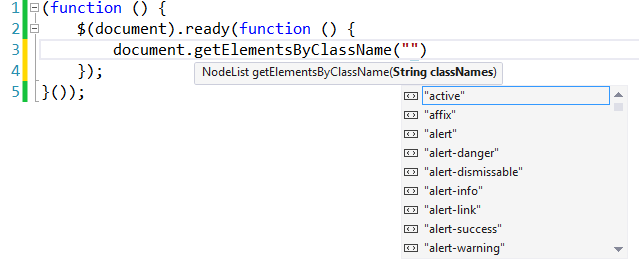 1 (function () {
2 $(document).ready(function () {
3 document.getElementsByClassName("")
4 });
NodeList getElementsByClassName(String classNames)
5 }());
"active"
"affix"
"alert"
"alert-danger"
"alert-dismissable"
"alert-info"
"alert-link"
"alert-success"
"alert-warning"